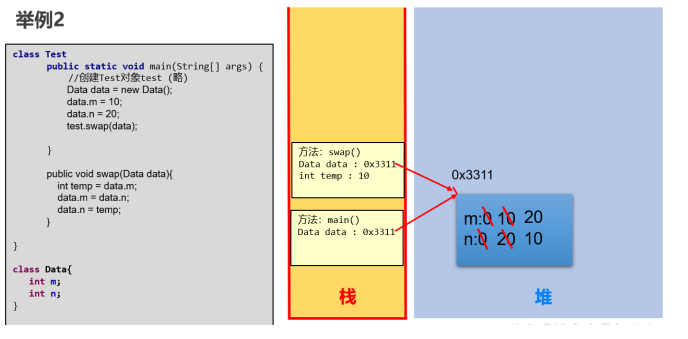 举例2
class Test
public static void main(String[] args) {
//创建Test对象test (略)
Data data = new Data();
data.m = 10;
data.n = 20;
test.swap(data);
}
public void swap(Data data){
int temp = data.m;
data.m = data.n;
data.n = temp;
}
}
class Data{
int m;
int n;
}
方法: swap()
Data data : 0x3311
int temp : 10
方法: main()
Data data : 0x3311
栈
0x3311
m:0 10 20
n:0 20 10
堆